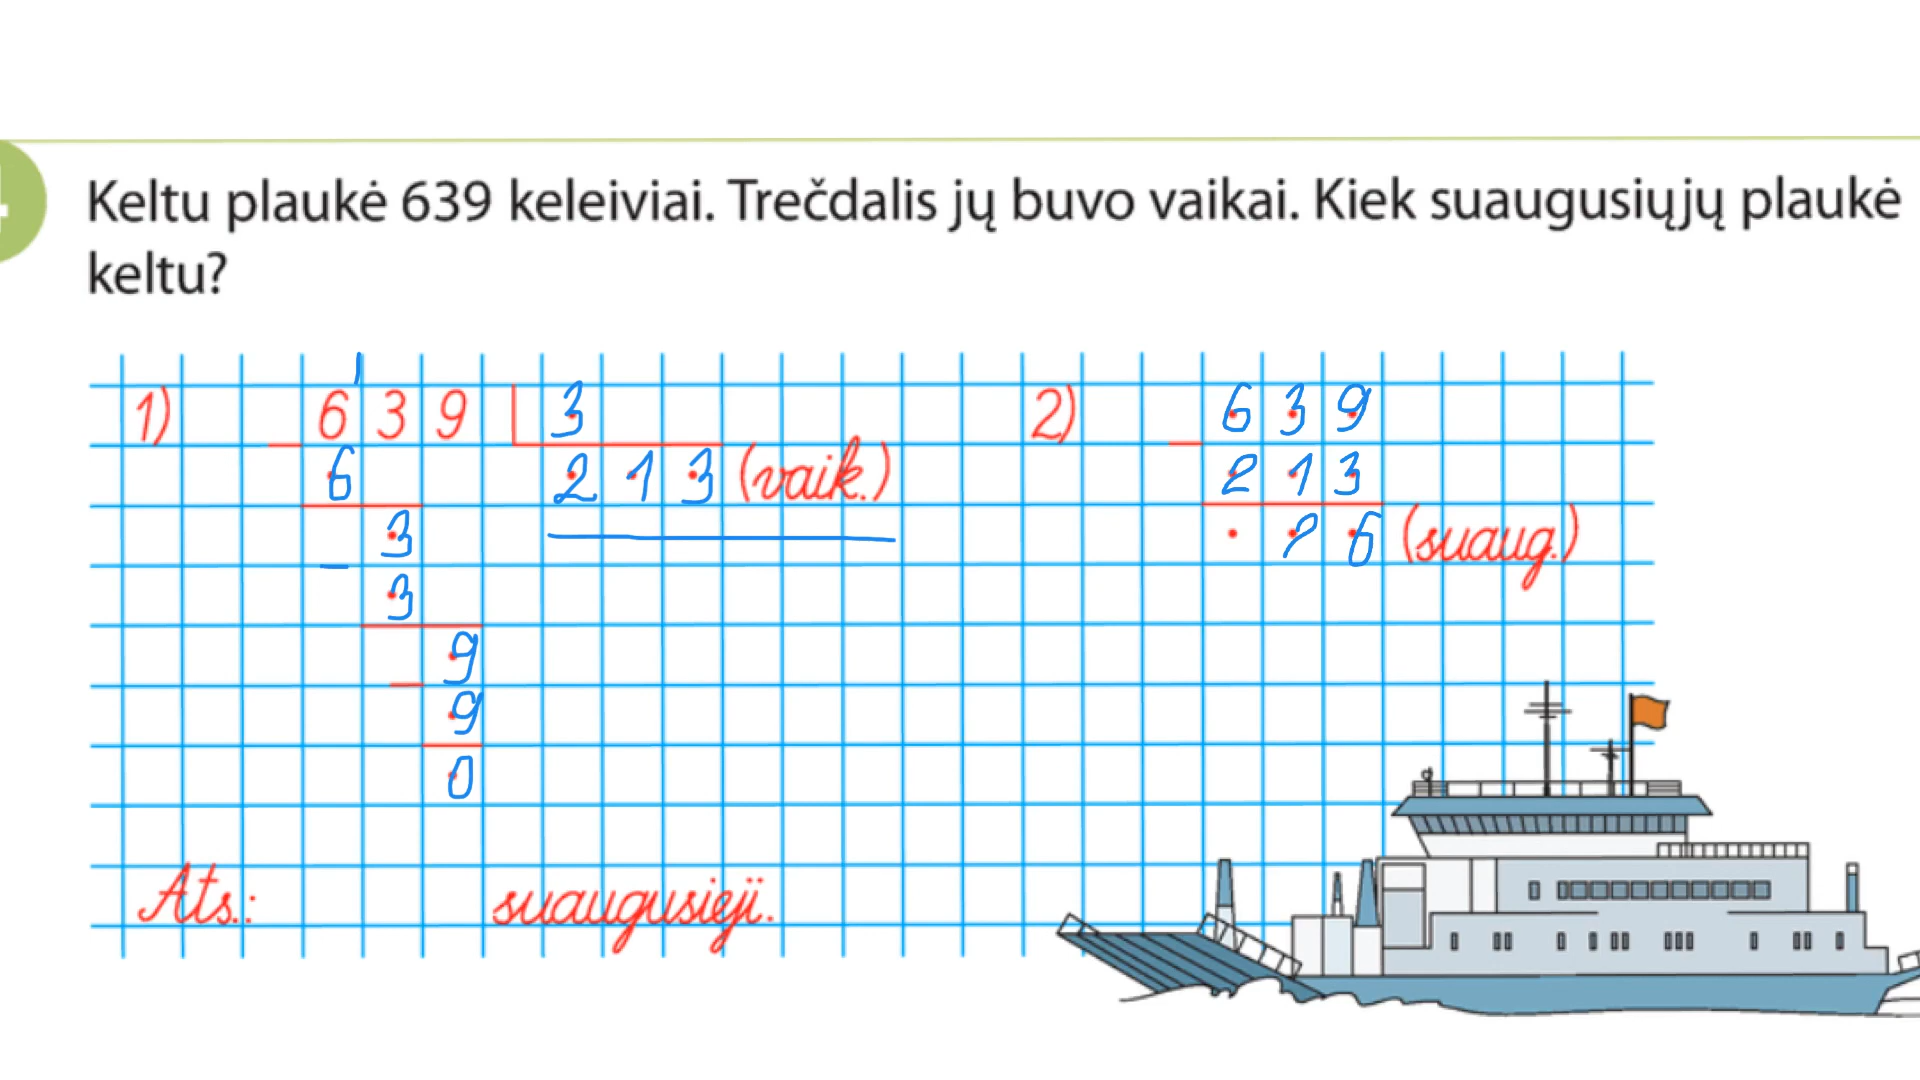 4
Keltu plaukė 639 keleiviai. Trečdalis jų buvo vaikai. Kiek suaugusiųjų plaukė
keltu?
1) 639 3
6 213 (vaik.)
3
3
9
9
0
2) 639
213
6 (suaug.)
Ats.: suaugusieji.